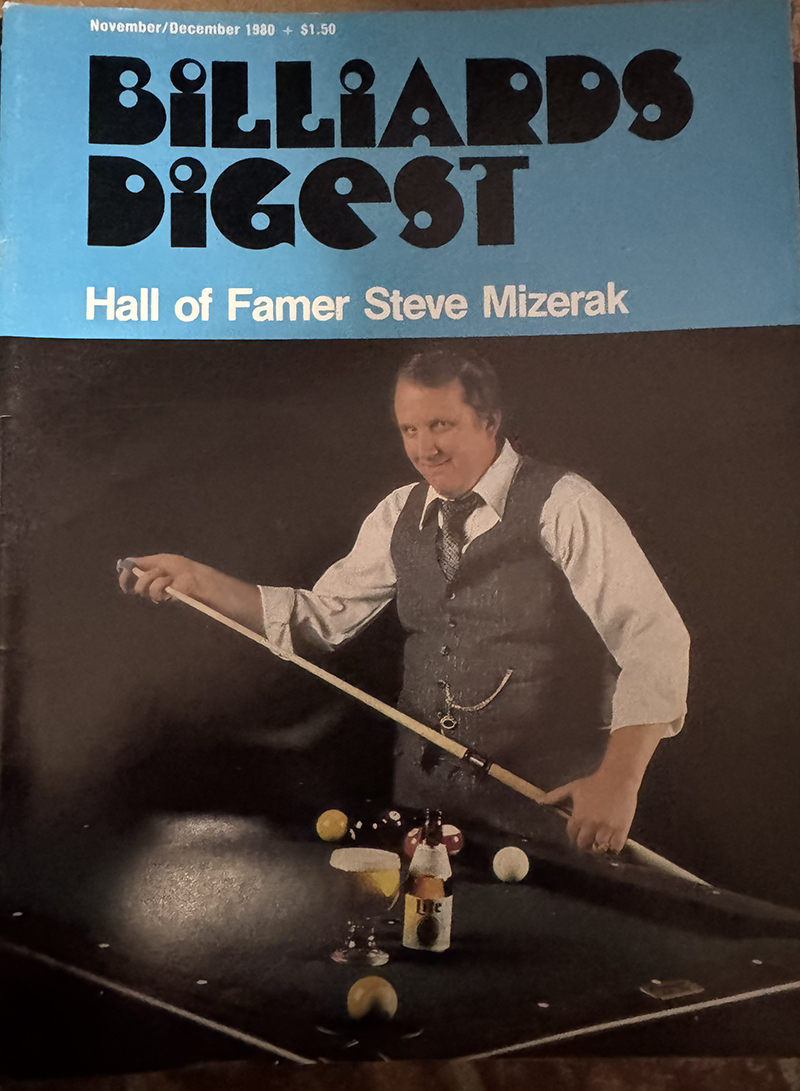 November/December 1980 + $1.50
BiLLiARDS
DiGeST
Hall of Famer Steve Mizerak
Lite